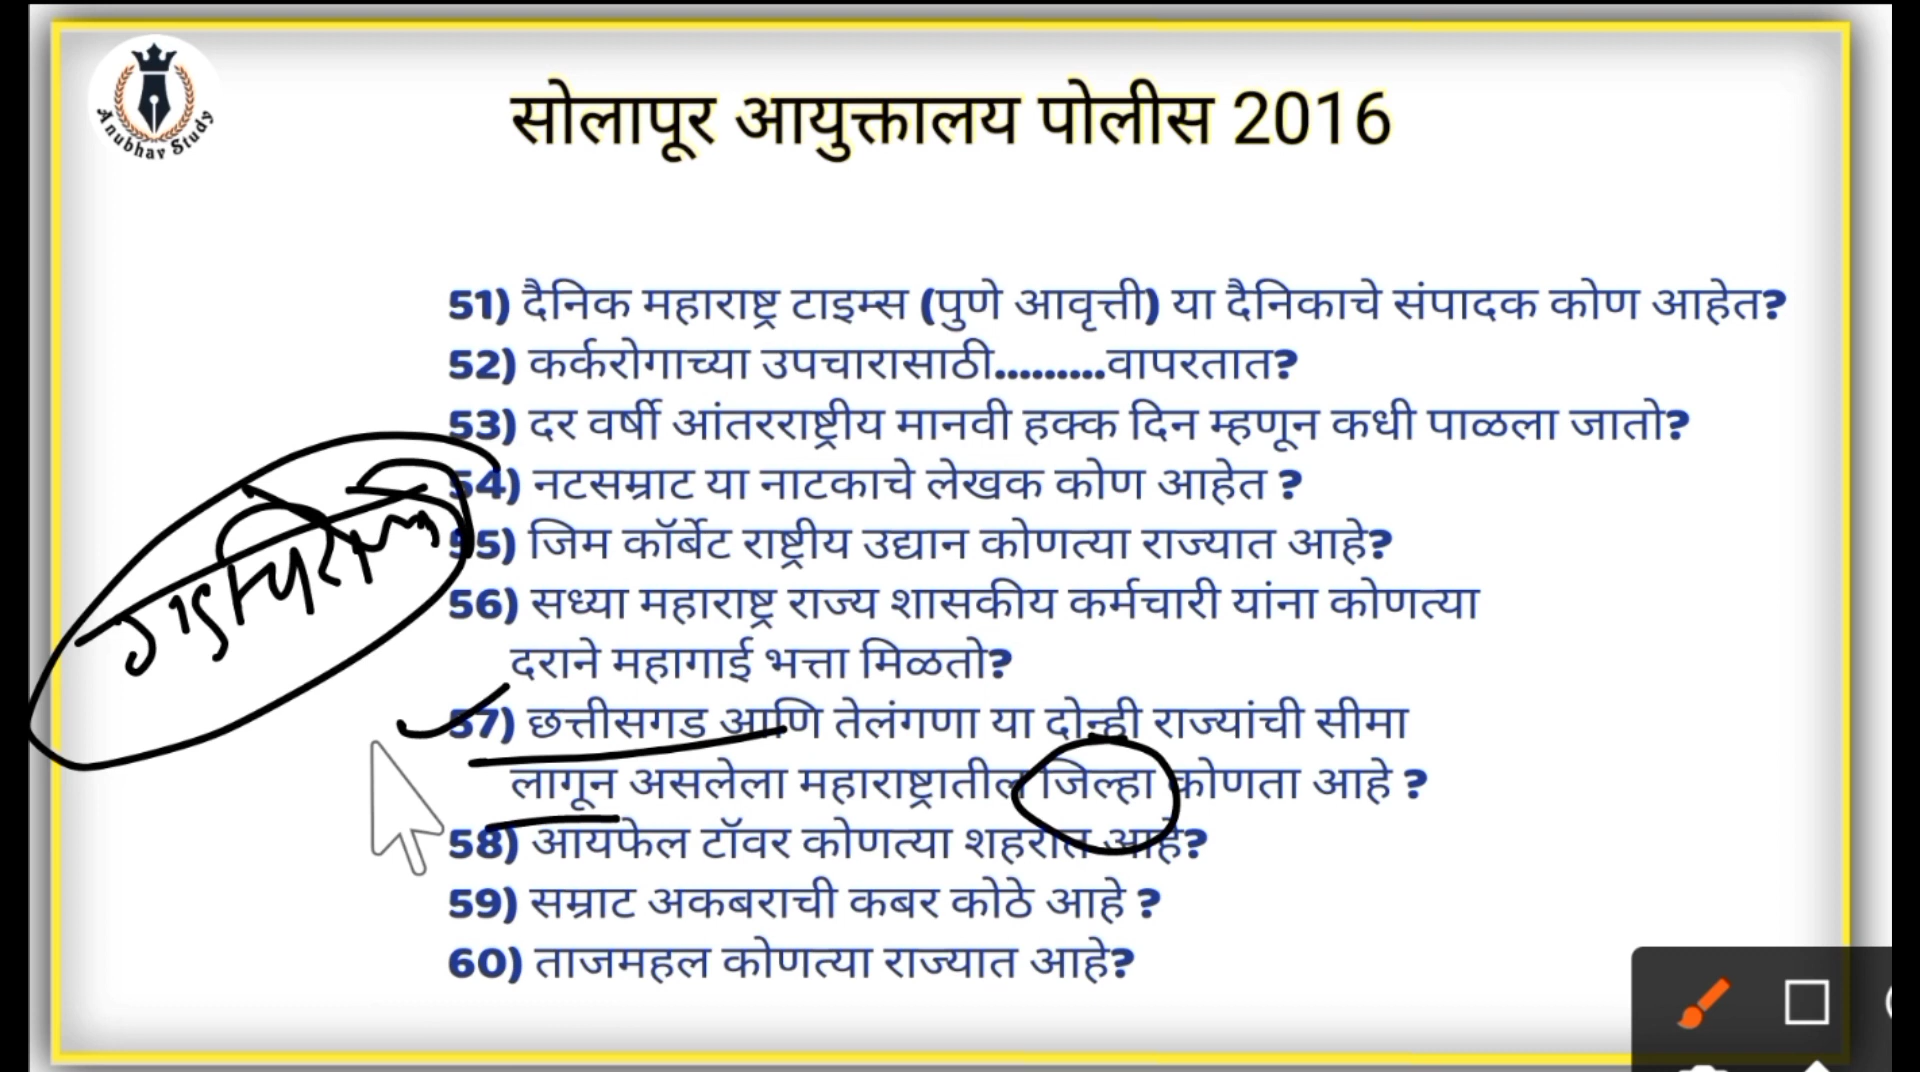 Anubhav Study
सोलापूर आयुक्तालय पोलीस 2016
51) दैनिक महाराष्ट्र टाइम्स (पुणे आवृत्ती) या दैनिकाचे संपादक कोण आहेत?
52) कर्करोगाच्या उपचारासाठी.........वापरतात?
53) दर वर्षी आंतरराष्ट्रीय मानवी हक्क दिन म्हणून कधी पाळला जातो?
54) नटसम्राट या नाटकाचे लेखक कोण आहेत ?
55) जिम कॉर्बेट राष्ट्रीय उद्यान कोणत्या राज्यात आहे?
56) सध्या महाराष्ट्र राज्य शासकीय कर्मचारी यांना कोणत्या
दराने महागाई भत्ता मिळतो?
57) छत्तीसगड आणि तेलंगणा या दोन्ही राज्यांची सीमा
लागून असलेला महाराष्ट्रातील जिल्हा कोणता आहे ?
58) आयफेल टॉवर कोणत्या शहरात आहे?
59) सम्राट अकबराची कबर कोठे आहे ?
60) ताजमहल कोणत्या राज्यात आहे?
गडचिरोली